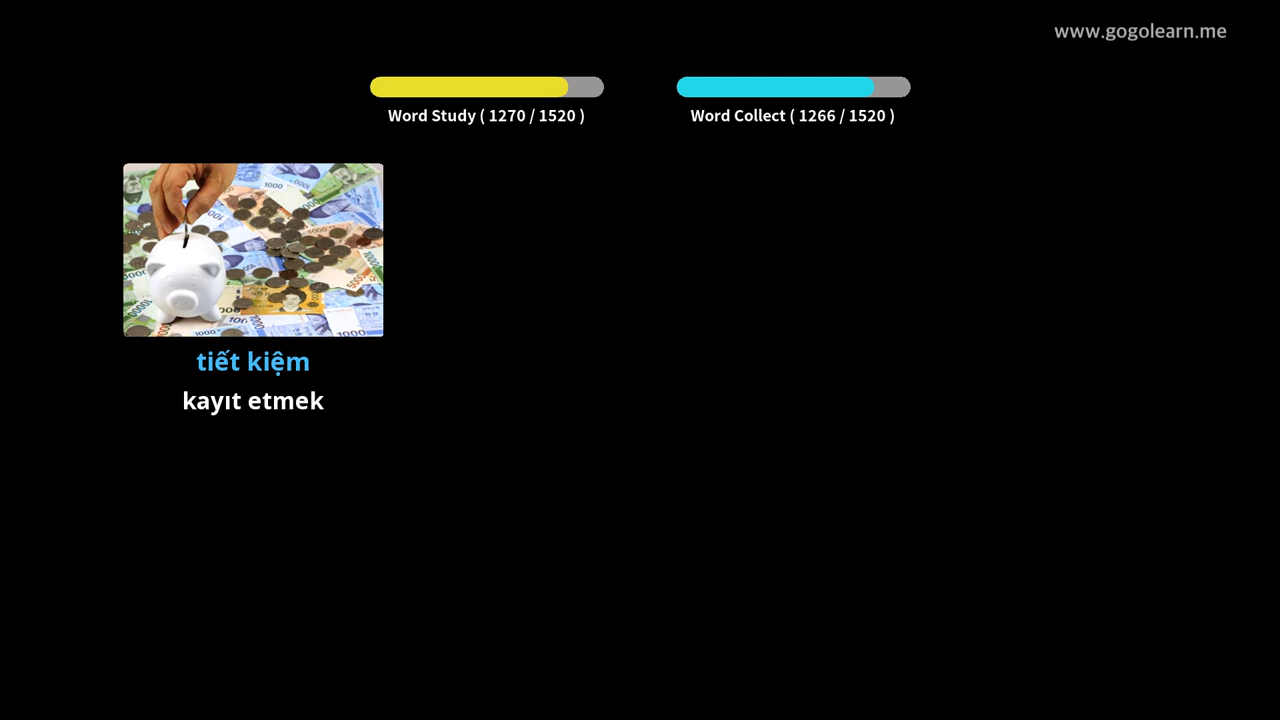 www.gogolearn.me
Word Study ( 1270 / 1520 )
Word Collect ( 1266 / 1520 )
tiết kiệm
kayıt etmek